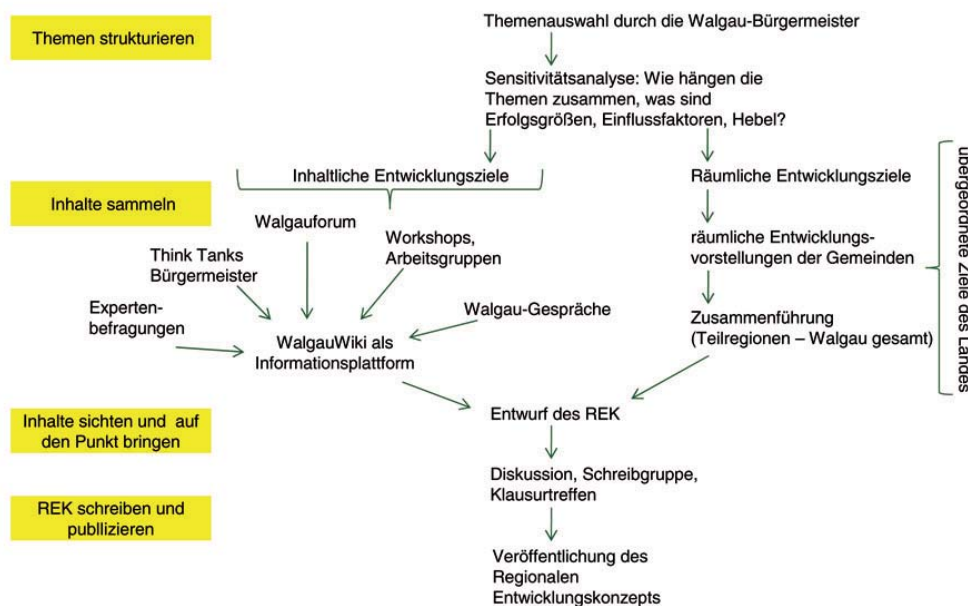 Themen strukturieren
Themenauswahl durch die Walgau-Bürgermeister
Sensitivitätsanalyse: Wie hängen die
Themen zusammen, was sind
Erfolgsgrößen, Einflussfaktoren, Hebel?
Inhaltliche Entwicklungsziele
Räumliche Entwicklungsziele
übergeordnete Ziele des Landes
Inhalte sammeln
Walgauforum
Workshops,
Arbeitsgruppen
räumliche Entwicklungs-
vorstellungen der Gemeinden
Think Tanks
Bürgermeister
Experten-
befragungen
Walgau-Gespräche
Zusammenführung
(Teilregionen – Walgau gesamt)
WalgauWiki als
Informationsplattform
Inhalte sichten und auf
den Punkt bringen
Entwurf des REK
Diskussion, Schreibgruppe,
Klausurtreffen
REK schreiben und
publlizieren
Veröffentlichung des
Regionalen
Entwicklungskonzepts